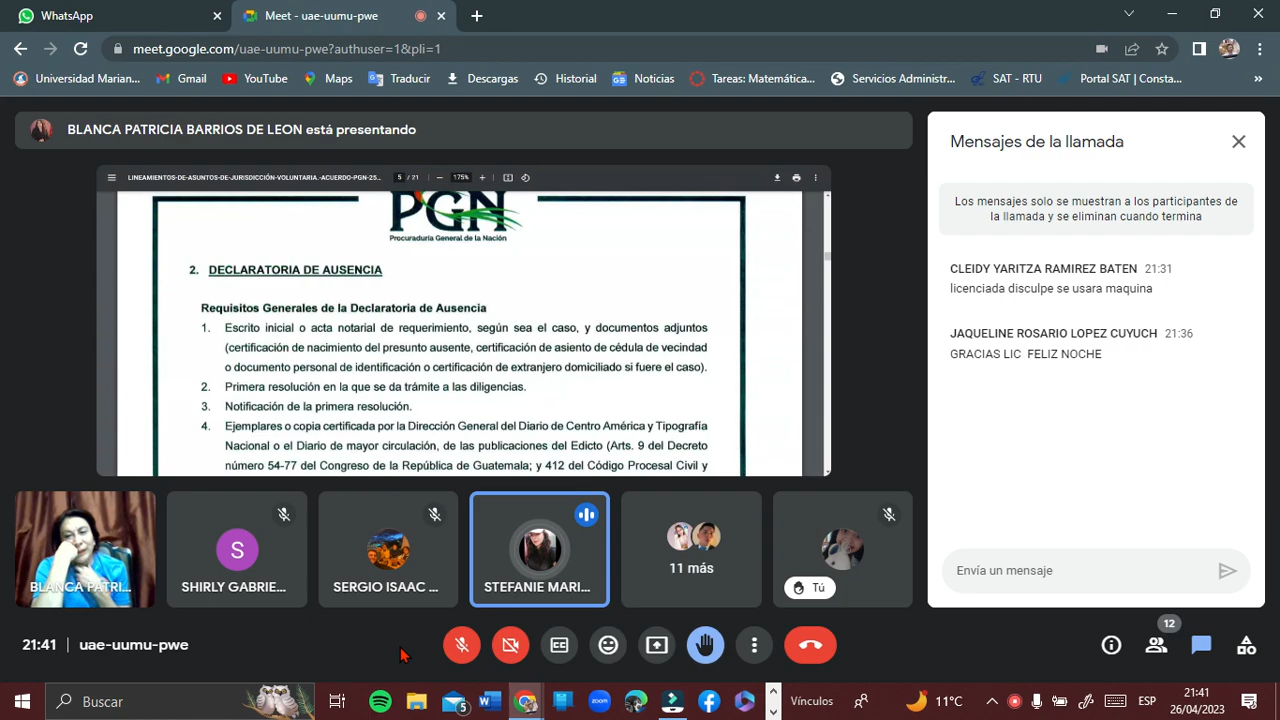 WhatsApp
Meet - uae-uumu-pwe
meet.google.com/uae-uumu-pwe?authuser=1&pli=1
Universidad Marian...
Gmail
YouTube
Maps
Traducir
Descargas
Historial
Noticias
Tareas: Matemática...
Servicios Administr...
SAT - RTU
Portal SAT | Consta...
»
BLANCA PATRICIA BARRIOS DE LEON está presentando
LINEAMIENTOS-DE-ASUNTOS-DE-JURISDICCIÓN-VOLUNTARIA.-ACUERDO-PGN-25...
5 / 21
175%
PGN
Procuraduría General de la Nación
2. DECLARATORIA DE AUSENCIA
Requisitos Generales de la Declaratoria de Ausencia
1. Escrito inicial o acta notarial de requerimiento, según sea el caso, y documentos adjuntos
(certificación de nacimiento del presunto ausente, certificación de asiento de cédula de vecindad
o documento personal de identificación o certificación de extranjero domiciliado si fuere el caso).
2. Primera resolución en la que se da trámite a las diligencias.
3. Notificación de la primera resolución.
4. Ejemplares o copia certificada por la Dirección General del Diario de Centro América y Tipografía
Nacional o el Diario de mayor circulación, de las publicaciones del Edicto (Arts. 9 del Decreto
número 54-77 del Congreso de la República de Guatemala; y 412 del Código Procesal Civil y
BLANCA PATRI...
S
SHIRLY GABRIE...
SERGIO ISAAC ...
STEFANIE MARI...
11 más
Tú
Mensajes de la llamada
Los mensajes solo se muestran a los participantes de
la llamada y se eliminan cuando termina
CLEIDY YARITZA RAMIREZ BATEN 21:31
licenciada disculpe se usara maquina
JAQUELINE ROSARIO LOPEZ CUYUCH 21:36
GRACIAS LIC FELIZ NOCHE
Envía un mensaje
21:41 | uae-uumu-pwe
12
Buscar
5
zoom
Vínculos
11°C
ESP
21:41
26/04/2023